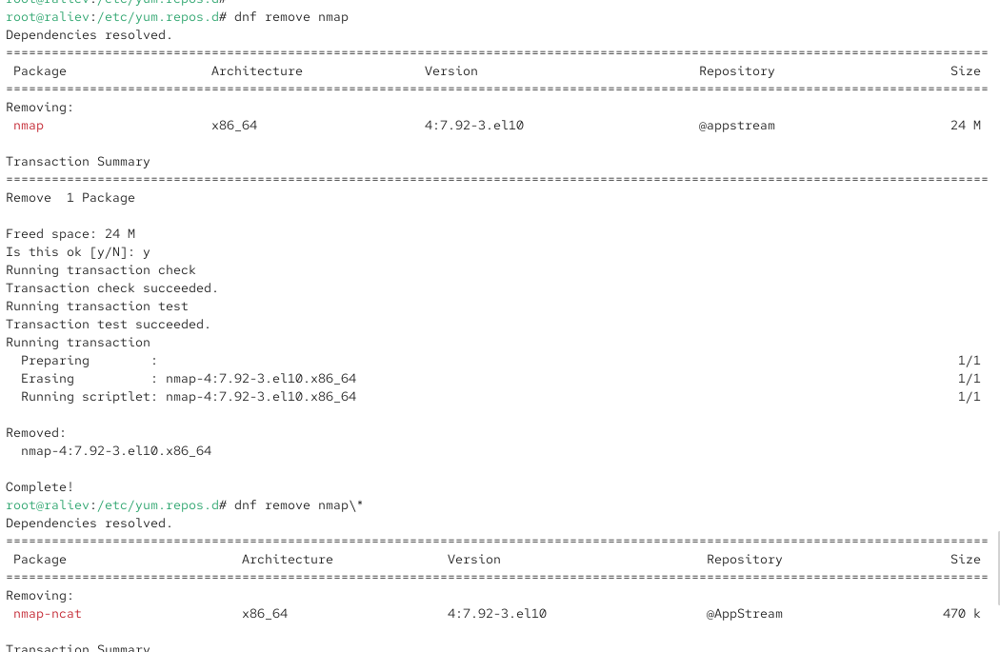 root@raliev:/etc/yum.repos.d#
root@raliev:/etc/yum.repos.d# dnf remove nmap
Dependencies resolved.
================================================================================================================================
Package Architecture Version Repository Size
================================================================================================================================
Removing:
nmap x86_64 4:7.92-3.el10 @appstream 24 M
Transaction Summary
================================================================================================================================
Remove  1 Package
Freed space: 24 M
Is this ok [y/N]: y
Running transaction check
Transaction check succeeded.
Running transaction test
Transaction test succeeded.
Running transaction
Preparing : 1/1
Erasing : nmap-4:7.92-3.el10.x86_64 1/1
Running scriptlet: nmap-4:7.92-3.el10.x86_64 1/1
Removed:
nmap-4:7.92-3.el10.x86_64
Complete!
root@raliev:/etc/yum.repos.d# dnf remove nmap\*
Dependencies resolved.
================================================================================================================================
Package Architecture Version Repository Size
================================================================================================================================
Removing:
nmap-ncat x86_64 4:7.92-3.el10 @AppStream 470 k
Transaction Summary